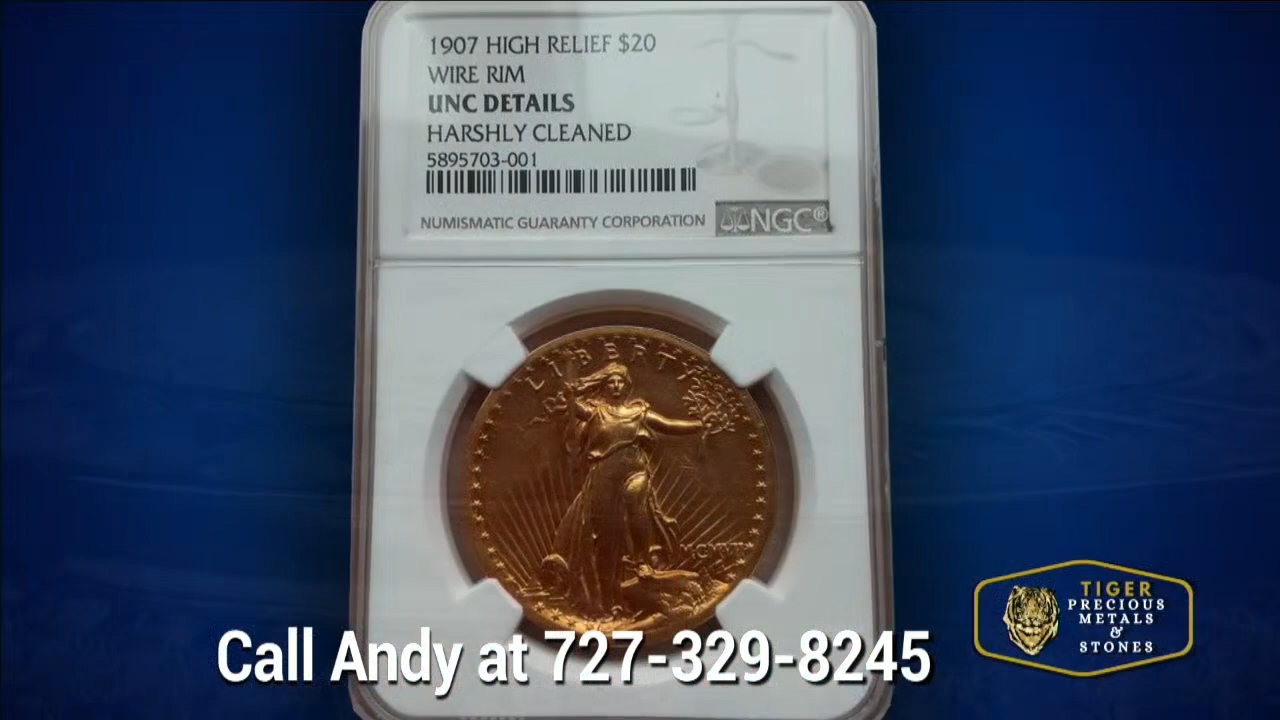 1907 HIGH RELIEF $20
WIRE RIM
UNC DETAILS
HARSHLY CLEANED
5895703-001
NUMISMATIC GUARANTY CORPORATION
NGC®
LIBERTY
Call Andy at 727-329-8245
TIGER
PRECIOUS
METALS
&
STONES